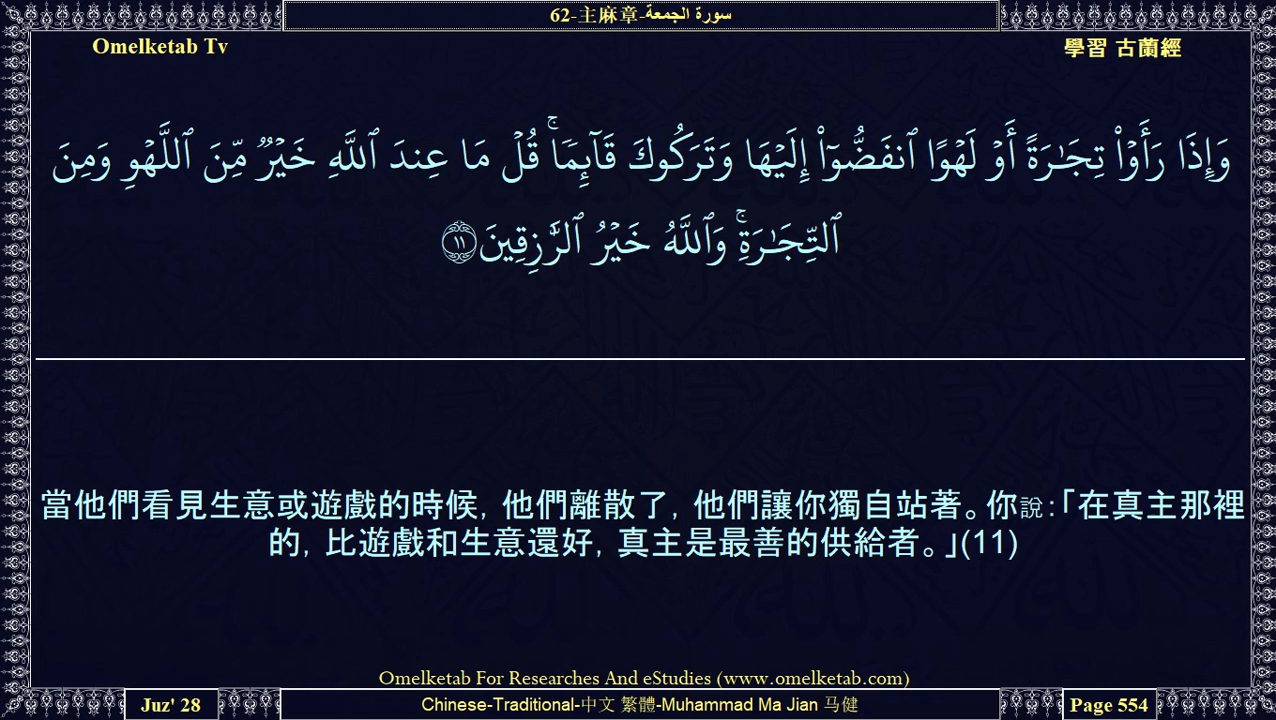 62-主麻章-سورة الجمعة
Omelketab Tv
學習 古蘭經
وَإِذَا رَأَوۡاْ تِجَٰرَةً أَوۡ لَهۡوًا ٱنفَضُّوٓاْ إِلَيۡهَا وَتَرَكُوكَ قَآئِمٗاۚ قُلۡ مَا عِندَ ٱللَّهِ خَيۡرٞ مِّنَ ٱللَّهۡوِ وَمِنَ
ٱلتِّجَٰرَةِۚ وَٱللَّهُ خَيۡرُ ٱلرَّٰزِقِينَ ١١
當他們看見生意或遊戲的時候, 他們離散了, 他們讓你獨自站著。你說:「在真主那裡
的, 比遊戲和生意還好, 真主是最善的供給者。」(11)
Omelketab For Researches And eStudies (www.omelketab.com)
Juz' 28
Chinese-Traditional-中文 繁體-Muhammad Ma Jian 马健
Page 554